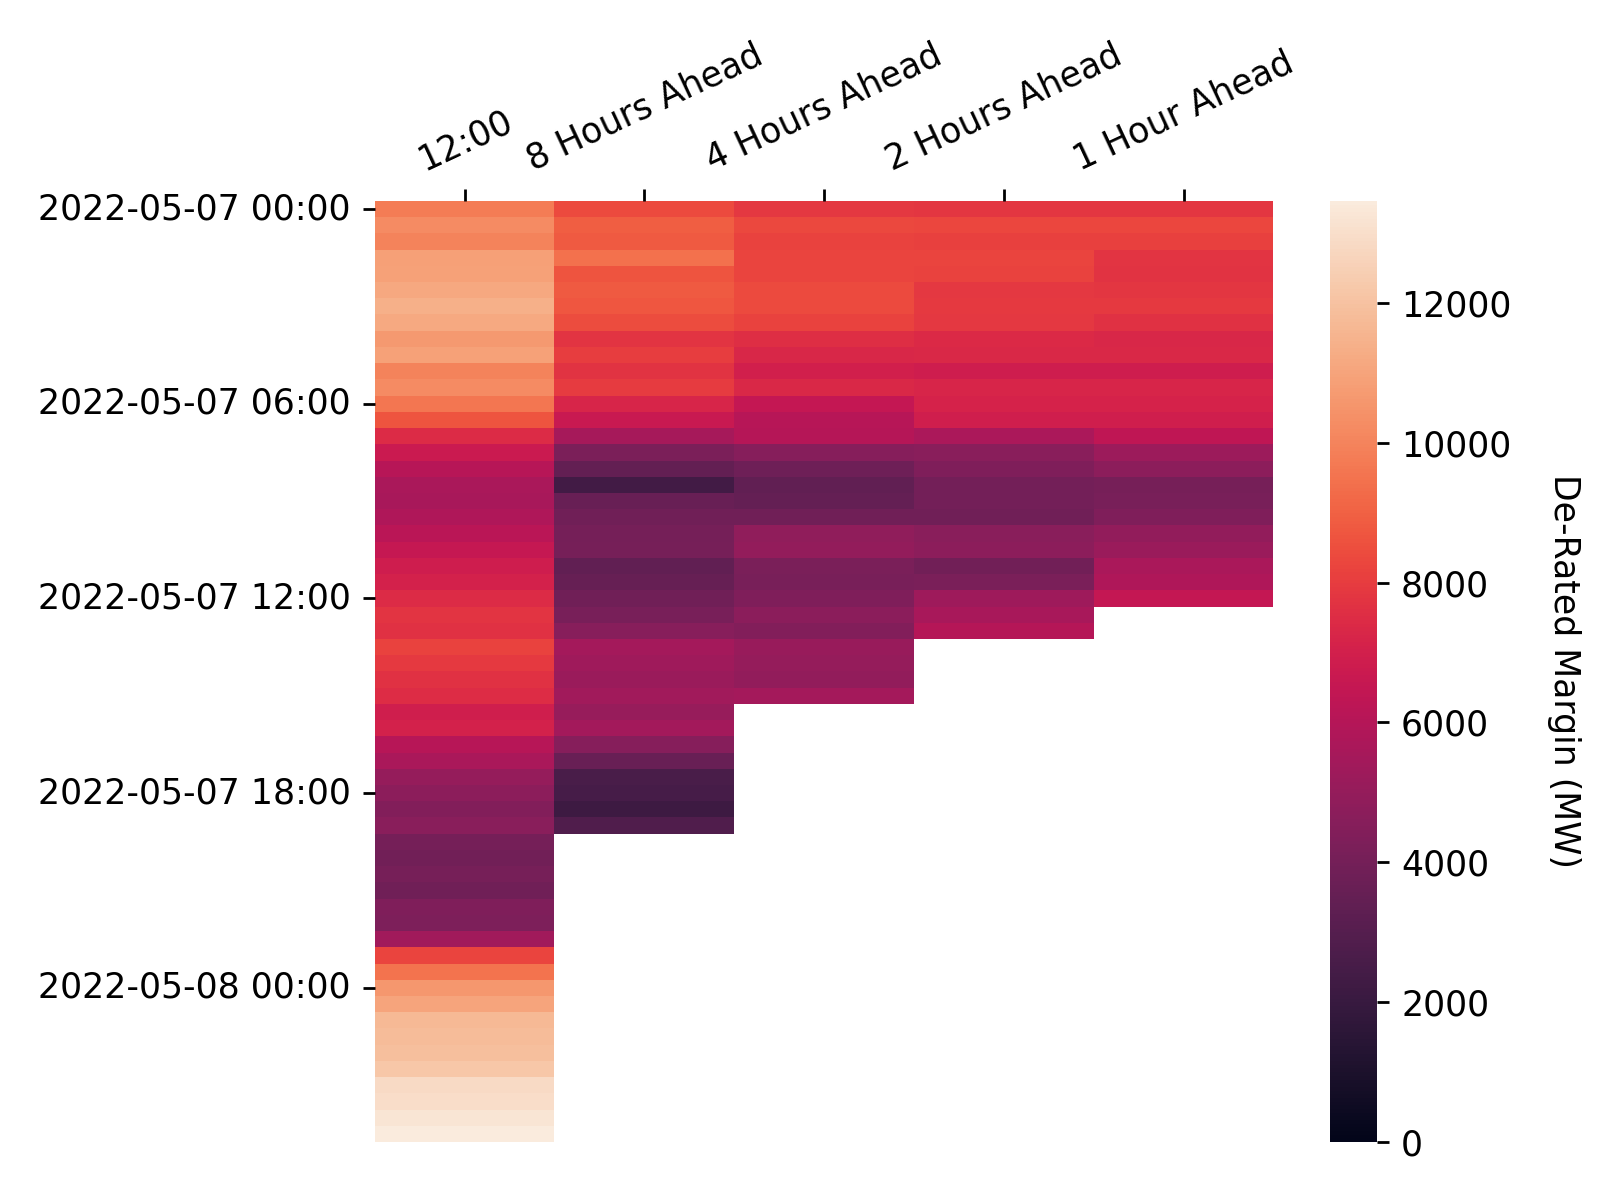 12:00
8 Hours Ahead
4 Hours Ahead
2 Hours Ahead
1 Hour Ahead
2022-05-07 00:00
2022-05-07 06:00
2022-05-07 12:00
2022-05-07 18:00
2022-05-08 00:00
12000
10000
8000
6000
4000
2000
0
De-Rated Margin (MW)